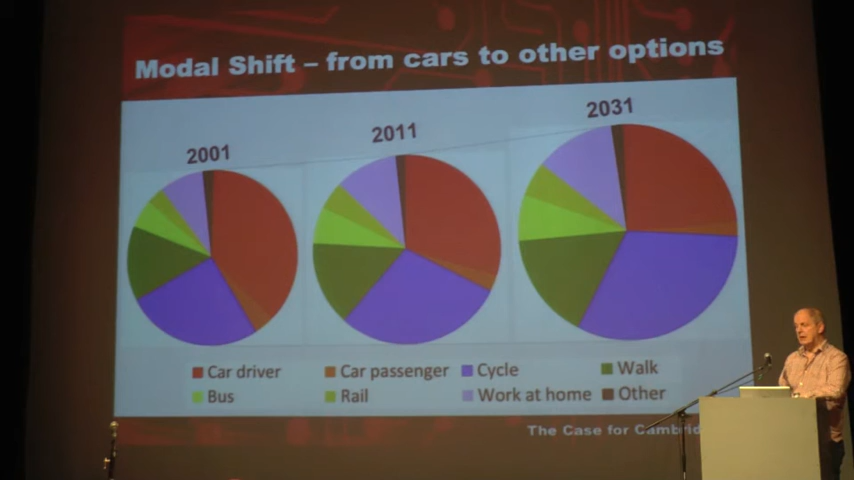 Modal Shift – from cars to other options
2001
2011
2031
Car driver
Car passenger
Cycle
Walk
Bus
Rail
Work at home
Other
The Case for Cambrid